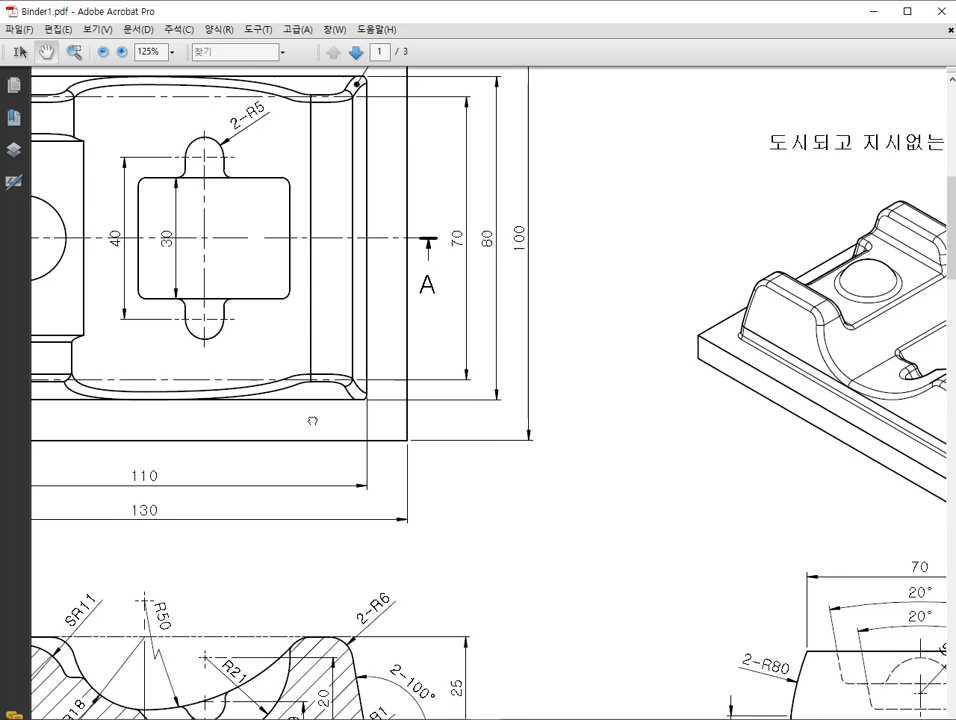 Binder1.pdf - Adobe Acrobat Pro
파일(F) 편집(E) 보기(V) 문서(D) 주석(C) 양식(R) 도구(T) 고급(A) 창(W) 도움말(H)
125% 찾기 1 / 3
2-R5
도시되고 지시없는
40
30
70
80
100
A
110
130
70
20°
20°
SR11
R50
2-R6
R21
2-100°
2-R80
R18
20
25
R1